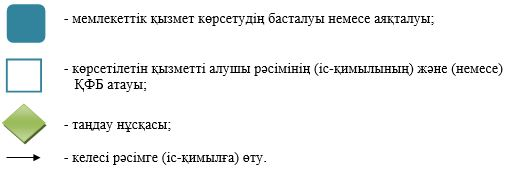 - мемлекеттік қызмет көрсетудің басталуы немесе аяқталуы;
- көрсетілетін қызметті алушы рәсімінің (іс-қимылының) және (немесе)
ҚФБ атауы;
- таңдау нұсқасы;
- келесі рәсімге (іс-қимылға) өту.